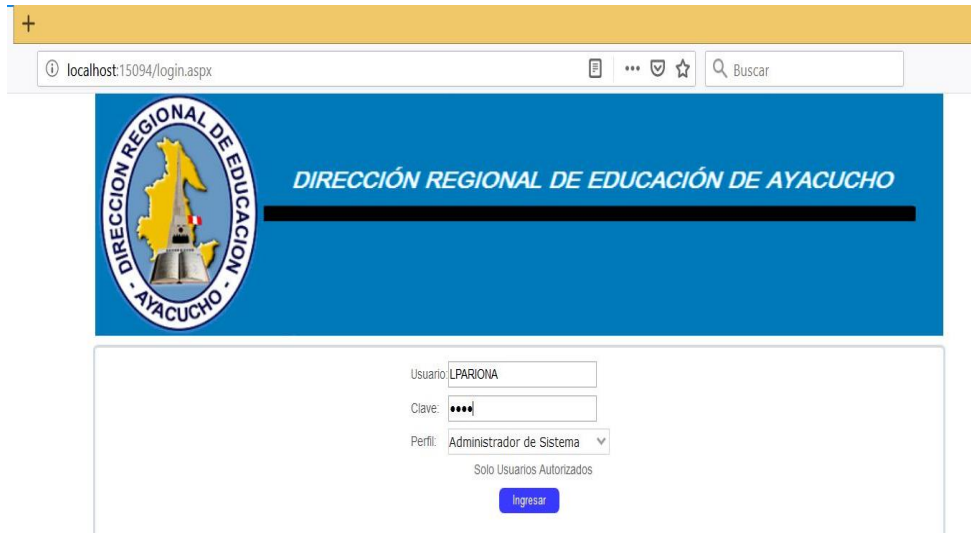 localhost:15094/login.aspx
Buscar
DIRECCION REGIONAL DE EDUCACION
- AYACUCHO -
DIRECCIÓN REGIONAL DE EDUCACIÓN DE AYACUCHO
Usuario: LPARIONA
Clave: ••••
Perfil: Administrador de Sistema
Solo Usuarios Autorizados
Ingresar